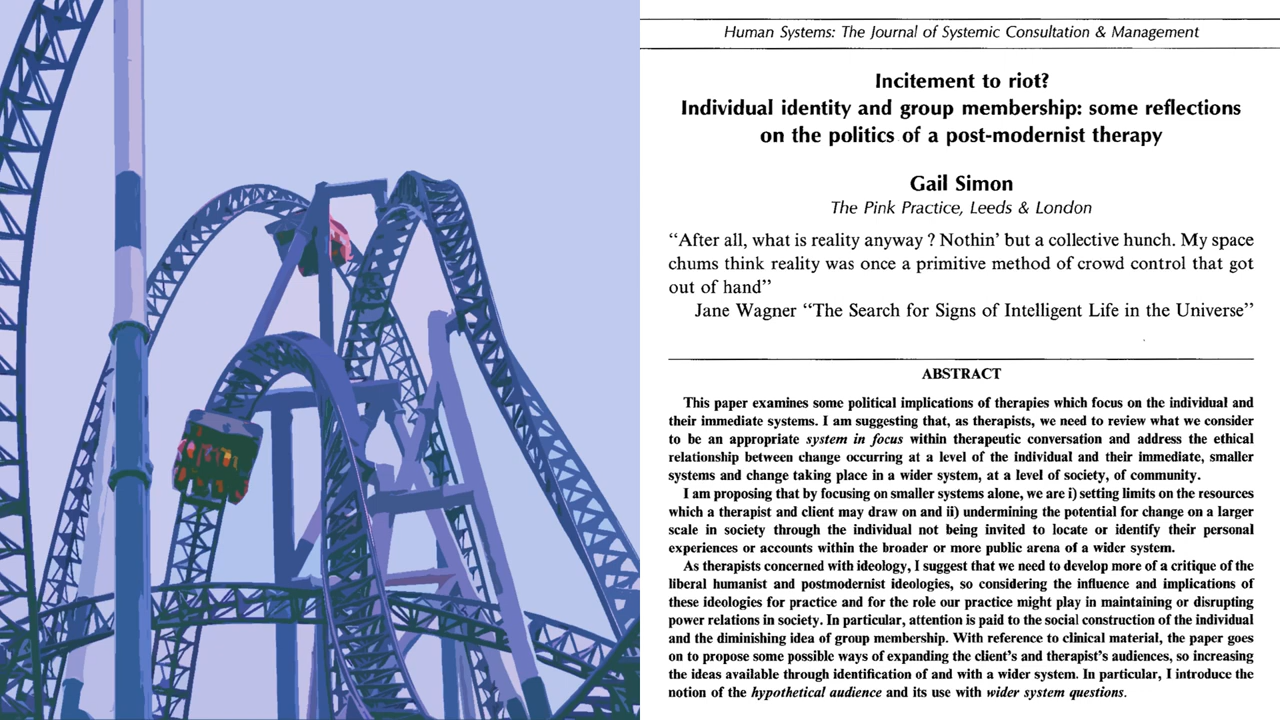 Human Systems: The Journal of Systemic Consultation & Management
Incitement to riot?
Individual identity and group membership: some reflections
on the politics of a post-modernist therapy
Gail Simon
The Pink Practice, Leeds & London
“After all, what is reality anyway ? Nothin’ but a collective hunch. My space
chums think reality was once a primitive method of crowd control that got
out of hand”
Jane Wagner “The Search for Signs of Intelligent Life in the Universe”
ABSTRACT
This paper examines some political implications of therapies which focus on the individual and
their immediate systems. I am suggesting that, as therapists, we need to review what we consider
to be an appropriate system in focus within therapeutic conversation and address the ethical
relationship between change occurring at a level of the individual and their immediate, smaller
systems and change taking place in a wider system, at a level of society, of community.
I am proposing that by focusing on smaller systems alone, we are i) setting limits on the resources
which a therapist and client may draw on and ii) undermining the potential for change on a larger
scale in society through the individual not being invited to locate or identify their personal
experiences or accounts within the broader or more public arena of a wider system.
As therapists concerned with ideology, I suggest that we need to develop more of a critique of the
liberal humanist and postmodernist ideologies, so considering the influence and implications of
these ideologies for practice and for the role our practice might play in maintaining or disrupting
power relations in society. In particular, attention is paid to the social construction of the individual
and the diminishing idea of group membership. With reference to clinical material, the paper goes
on to propose some possible ways of expanding the client’s and therapist’s audiences, so increasing
the ideas available through identification of and with a wider system. In particular, I introduce the
notion of the hypothetical audience and its use with wider system questions.